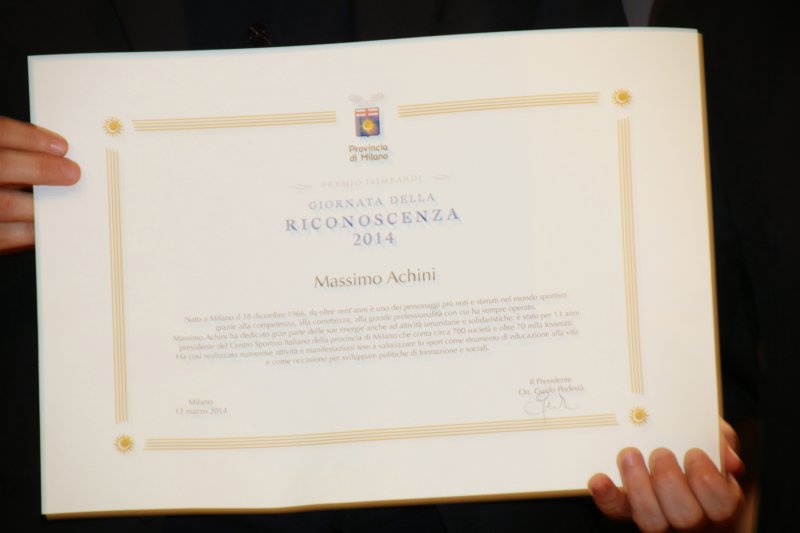 Provincia
di Milano
PREMIO ISIMBARDI
GIORNATA DELLA
RICONOSCENZA
2014
Massimo Achini
Nato a Milano il 18 dicembre 1966, da oltre vent'anni è uno dei personaggi più noti e stimati nel mondo sportivo
grazie alla competenza, alla correttezza, alla grande professionalità con cui ha sempre operato.
Massimo Achini ha dedicato gran parte delle sue energie anche ad attività umanitarie e solidaristiche: è stato per 13 anni
presidente del Centro Sportivo Italiano della provincia di Milano che conta circa 700 società e oltre 70 mila tesserati.
Ha così realizzato numerose attività e manifestazioni tese a valorizzare lo sport come strumento di educazione alla vita
e come occasione per sviluppare politiche di formazione e sociali.
Milano,
12 marzo 2014.
Il Presidente
On. Guido Podestà